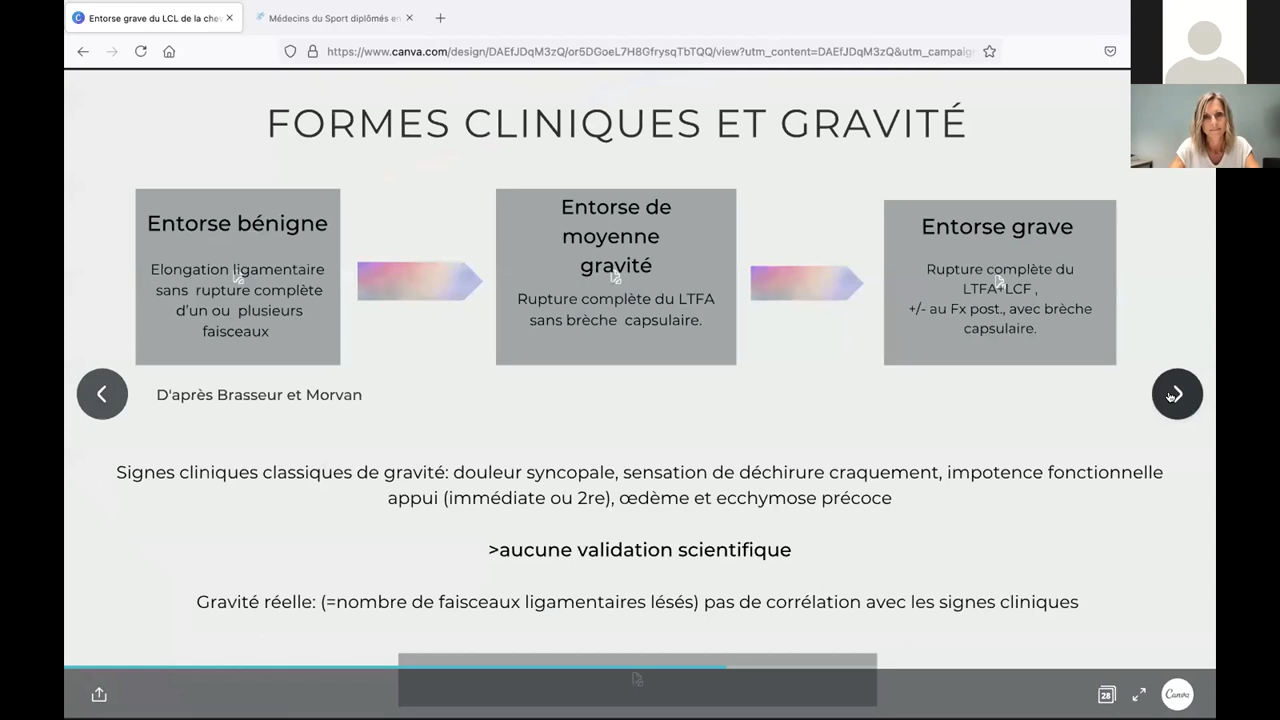 Entorse grave du LCL de la chev
Médecins du Sport diplômés en
https://www.canva.com/design/DAEfJDqM3zQ/or5DGoeL7H8GfrysqTbTQQ/view?utm_content=DAEfJDqM3zQ&utm_campaig
FORMES CLINIQUES ET GRAVITÉ
Entorse bénigne
Elongation ligamentaire
sans rupture complète
d'un ou plusieurs
faisceaux
Entorse de
moyenne
gravité
Rupture complète du LTFA
sans brèche capsulaire.
Entorse grave
Rupture complète du
LTFA+LCF ,
+/- au Fx post., avec brèche
capsulaire.
D'après Brasseur et Morvan
Signes cliniques classiques de gravité: douleur syncopale, sensation de déchirure craquement, impotence fonctionnelle
appui (immédiate ou 2re), œdème et ecchymose précoce
>aucune validation scientifique
Gravité réelle: (=nombre de faisceaux ligamentaires lésés) pas de corrélation avec les signes cliniques
28
Canva